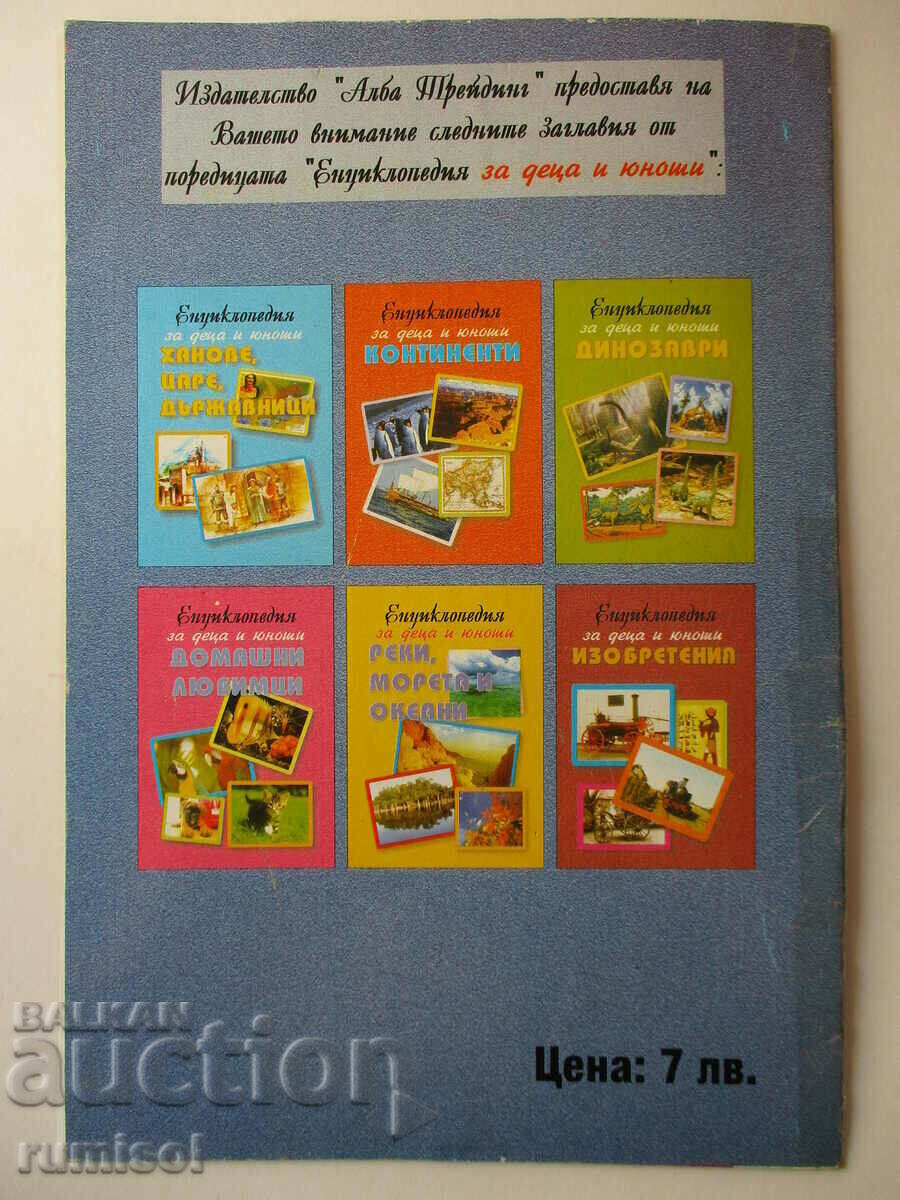 Издателство "Алба Трейдинг" предоставя на
Вашето внимание следните заглавия от
поредицата "Енциклопедия за деца и юноши":
Енциклопедия
за деца и юноши
ХАНОВЕ,
ЦАРЕ,
ДЪРЖАВНИЦИ
Енциклопедия
за деца и юноши
КОНТИНЕНТИ
Енциклопедия
за деца и юноши
ДИНОЗАВРИ
Енциклопедия
за деца и юноши
ДОМАШНИ
ЛЮБИМЦИ
Енциклопедия
за деца и юноши
РЕКИ,
МОРЕТА И
ОКЕАНИ
Енциклопедия
за деца и юноши
ИЗОБРЕТЕНИЯ
Цена: 7 лв.
BALKAN
auction
rumisol